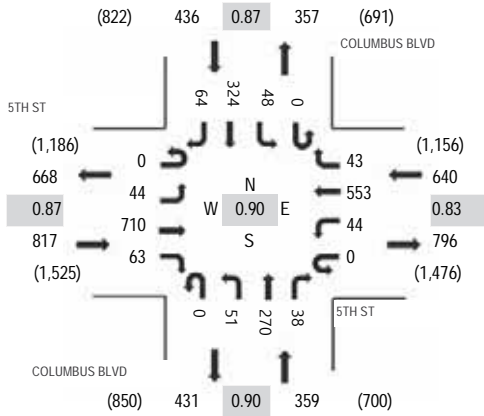 (822) 436 0.87 357 (691)
COLUMBUS BLVD
64 324 48 0
5TH ST
(1,186) 0 43 (1,156)
668 640
44 N 553
0.87 W 0.90 E 0.83
817 710 S 44 796
63 0
(1,525) (1,476)
0 51 270 38
5TH ST
COLUMBUS BLVD
(850) 431 0.90 359 (700)